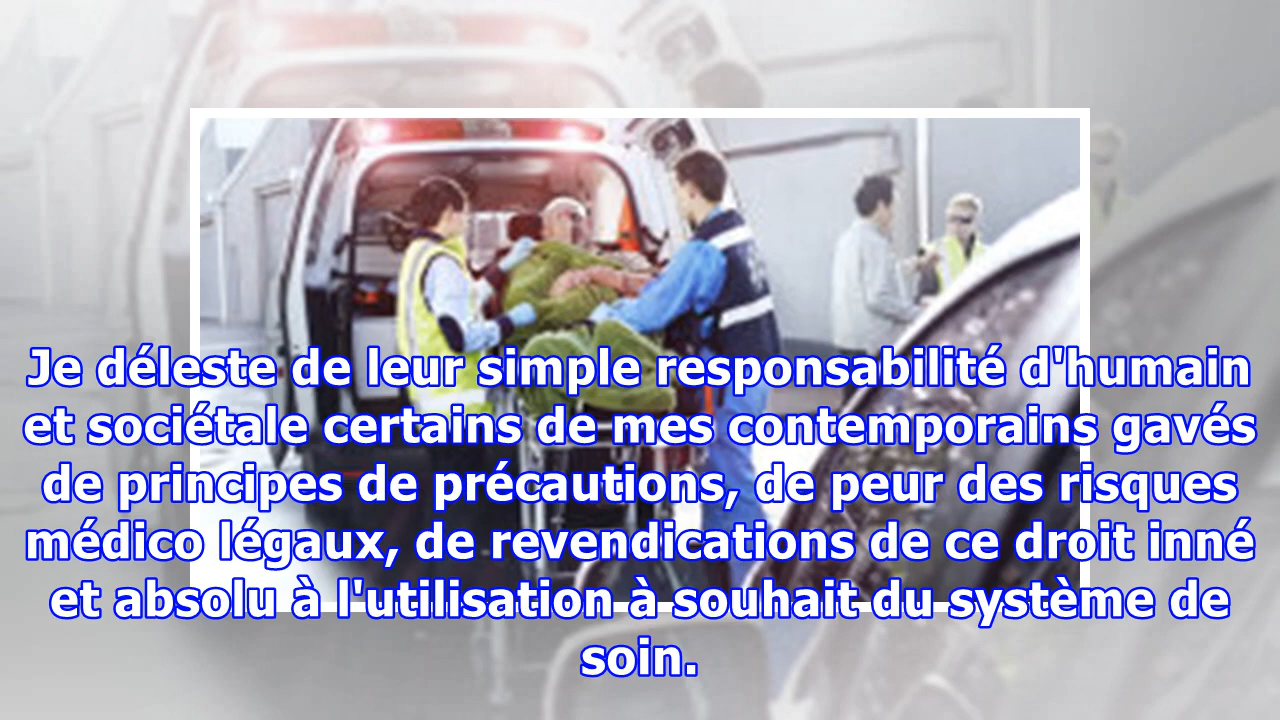 Je déleste de leur simple responsabilité d'humain
et sociétale certains de mes contemporains gavés
de principes de précautions, de peur des risques
médico légaux, de revendications de ce droit inné
et absolu à l'utilisation à souhait du système de
soin.